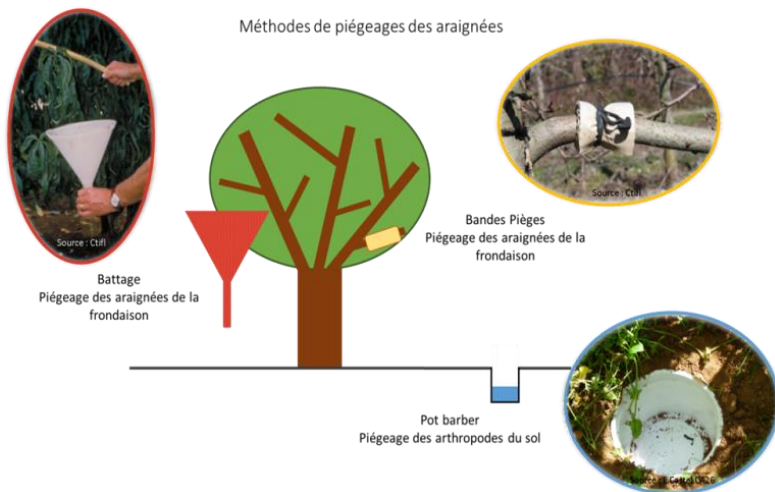 Méthodes de piégeages des araignées
Source : Ctifl
Battage
Piégeage des araignées de la
frondaison
Source : Ctifl
Bandes Pièges
Piégeage des araignées de la
frondaison
Pot barber
Piégeage des arthropodes du sol
Source :